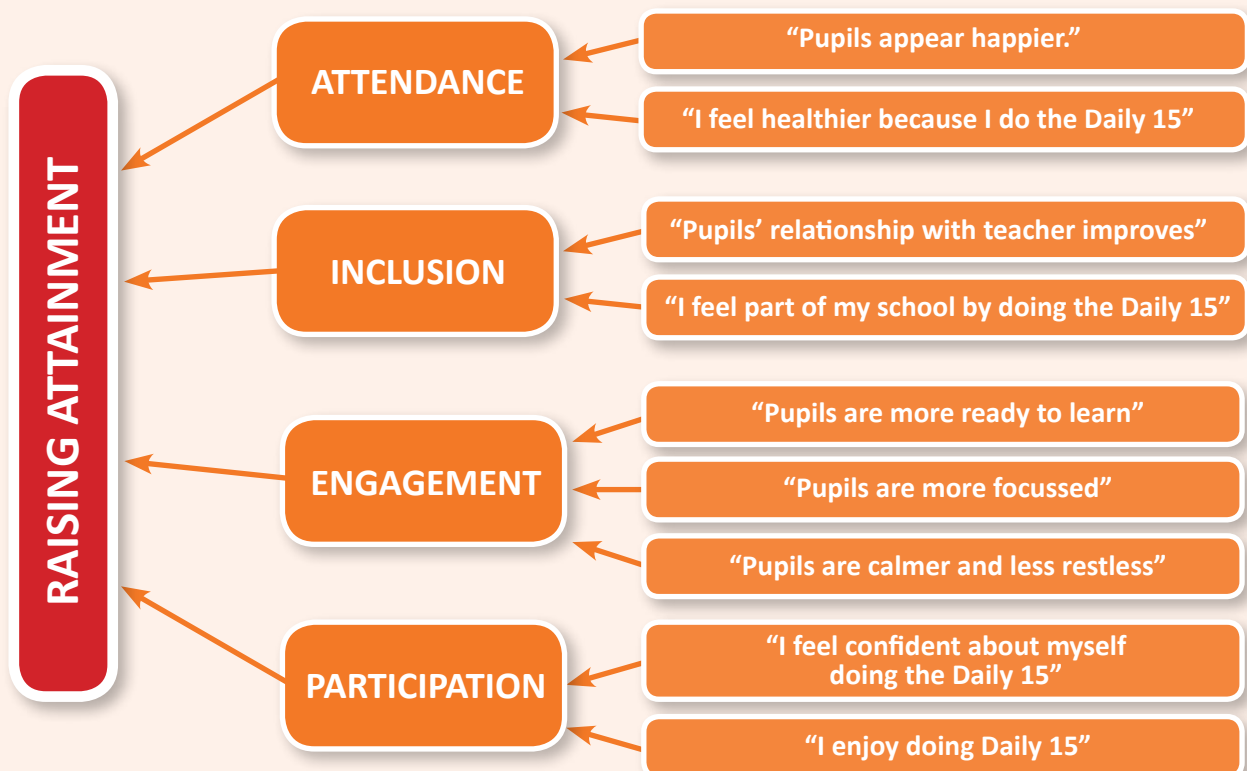 RAISING ATTAINMENT
ATTENDANCE
“Pupils appear happier.”
“I feel healthier because I do the Daily 15”
INCLUSION
“Pupils’ relationship with teacher improves”
“I feel part of my school by doing the Daily 15”
ENGAGEMENT
“Pupils are more ready to learn”
“Pupils are more focussed”
“Pupils are calmer and less restless”
PARTICIPATION
“I feel confident about myself
doing the Daily 15”
“I enjoy doing Daily 15”